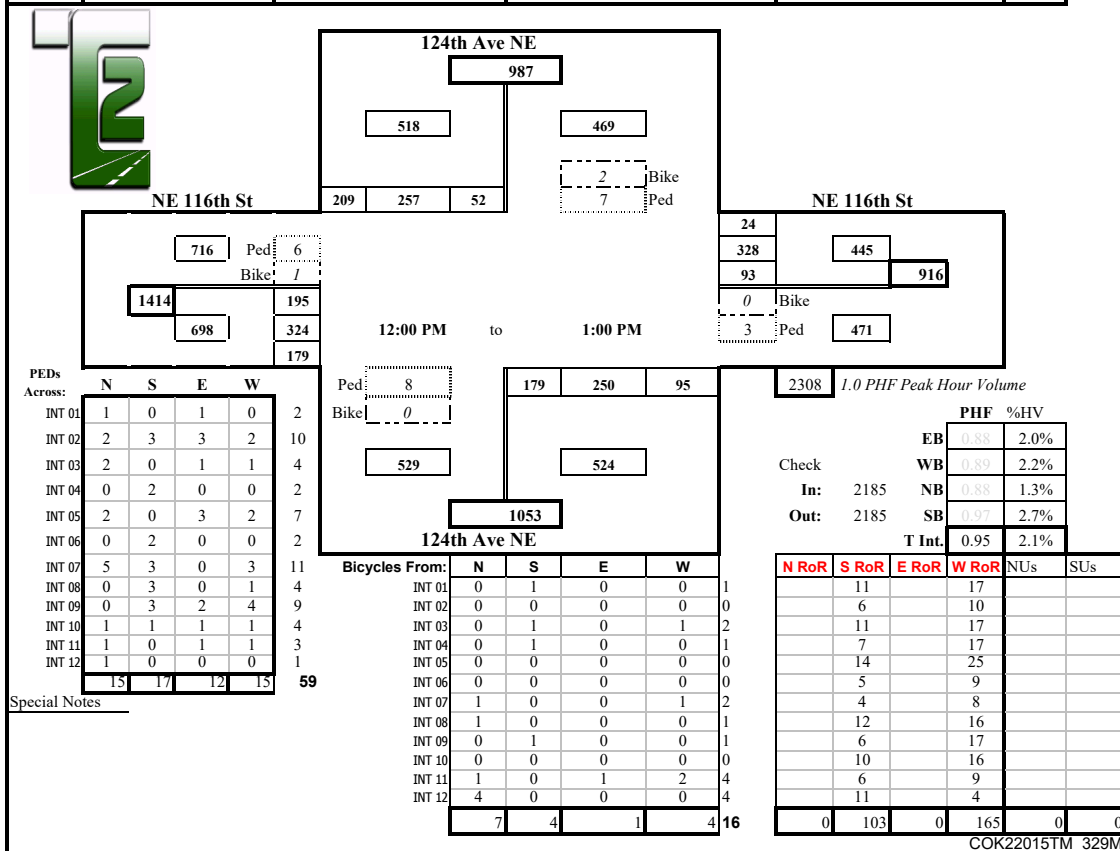 T2
124th Ave NE
987
518 469
2 Bike
NE 116th St 209 257 52 7 Ped NE 116th St
24
716 Ped 6 328 445
Bike 1 93 916
1414 195 0 Bike
698 324 12:00 PM to 1:00 PM 3 Ped 471
179
PEDs Across: N S E W Ped 8 179 250 95 2308 1.0 PHF Peak Hour Volume
INT 01 1 0 1 0 2 Bike 0 PHF %HV
INT 02 2 3 3 2 10 EB 0.88 2.0%
INT 03 2 0 1 1 4 529 524 Check WB 0.89 2.2%
INT 04 0 2 0 0 2 In: 2185 NB 0.88 1.3%
INT 05 2 0 3 2 7 1053 Out: 2185 SB 0.97 2.7%
INT 06 0 2 0 0 2 124th Ave NE T Int. 0.95 2.1%
INT 07 5 3 0 3 11 Bicycles From: N S E W N RoR S RoR E RoR W RoR NUs SUs
INT 08 0 3 0 1 4 INT 01 0 1 0 0 1 11 17
INT 09 0 3 2 4 9 INT 02 0 0 0 0 0 6 10
INT 10 1 1 1 1 4 INT 03 0 1 0 1 2 11 17
INT 11 1 0 1 1 3 INT 04 0 1 0 0 1 7 17
INT 12 1 0 0 0 1 INT 05 0 0 0 0 0 14 25
15 17 12 15 59 INT 06 0 0 0 0 0 5 9
Special Notes INT 07 1 0 0 1 2 4 8
INT 08 1 0 0 0 1 12 16
INT 09 0 1 0 0 1 6 17
INT 10 0 0 0 0 0 10 16
INT 11 1 0 1 2 4 6 9
INT 12 4 0 0 0 4 11 4
7 4 1 4 16 0 103 0 165 0 0
COK22015TM_329M